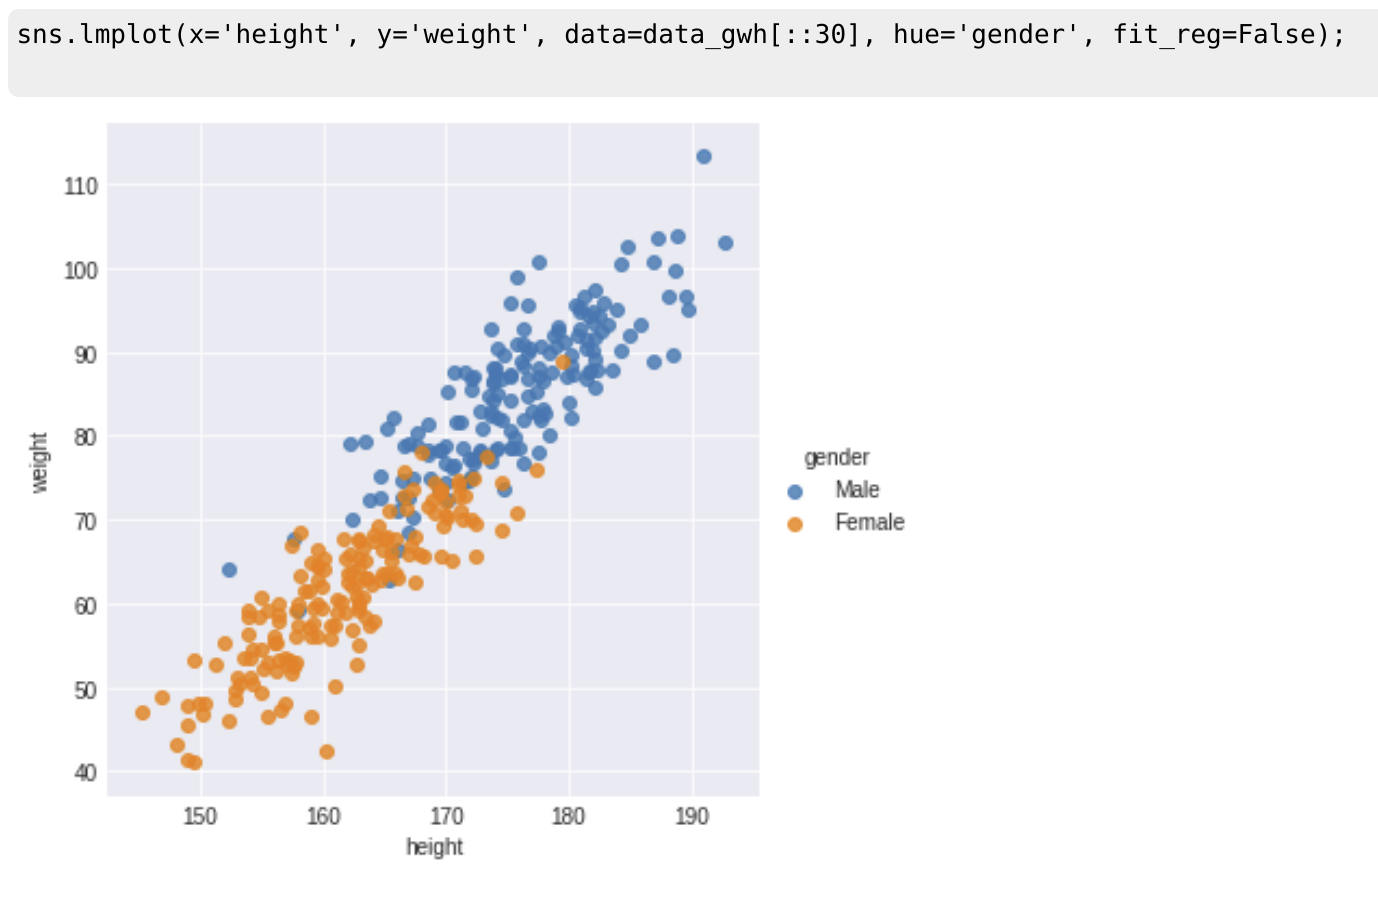 sns.lmplot(x='height', y='weight', data=data_gwh[::30], hue='gender', fit_reg=False);
110
100
90
80
70
60
50
40
weight
150 160 170 180 190
height
gender
Male
Female